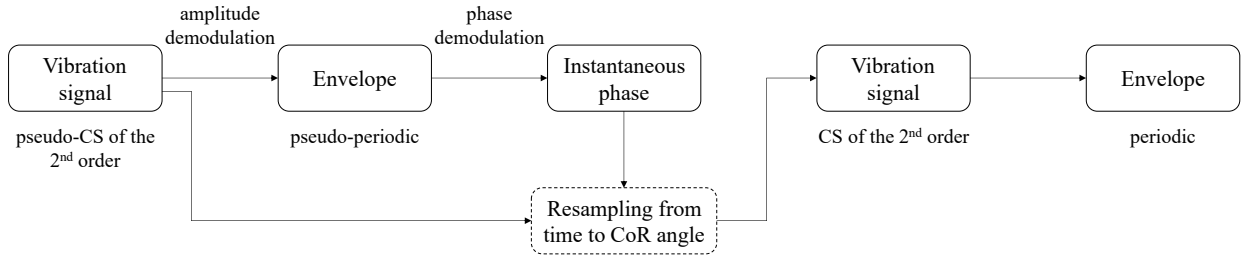 amplitude
demodulation
phase
demodulation
Vibration
signal
Envelope
Instantaneous
phase
Vibration
signal
Envelope
pseudo-CS of the
2nd order
pseudo-periodic
CS of the 2nd order
periodic
Resampling from
time to CoR angle